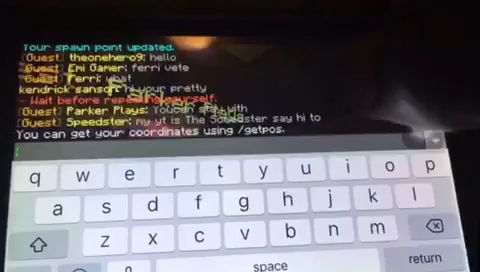 Your spawn point updated.
[Guest] theonehero9: hello
[Guest] Emi Gamer: ferri vete
[Guest] Ferri: what
kendrick sanson: hi your pretty
- Wait before repeating yourself.
[Guest] Parker Plays: You can stay with
[Guest] Speedster: my yt is The Speedster say hi to
You can get your coordinates using /getpos.
q w e r t y u i o p
a s d f g h j k l
z x c v b n m
space return